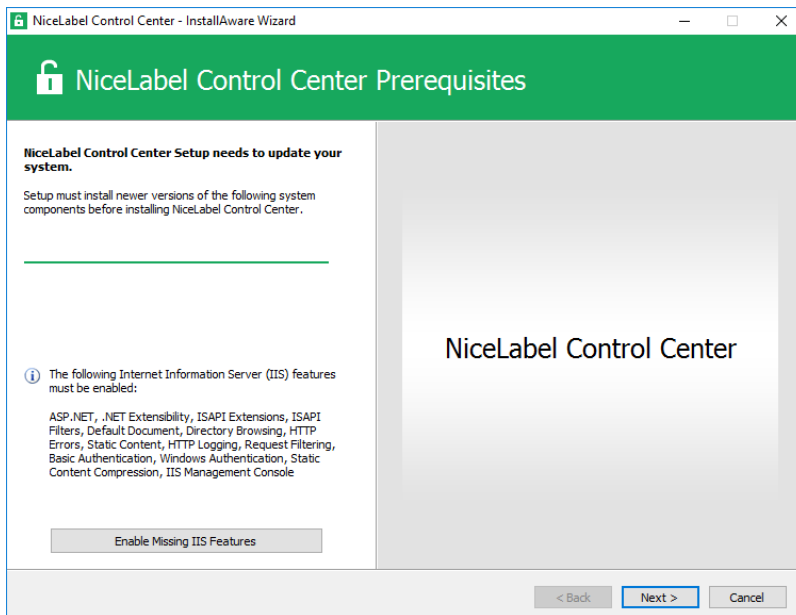 NiceLabel Control Center - InstallAware Wizard
NiceLabel Control Center Prerequisites
NiceLabel Control Center Setup needs to update your
system.
Setup must install newer versions of the following system
components before installing NiceLabel Control Center.
The following Internet Information Server (IIS) features
must be enabled:
ASP.NET, .NET Extensibility, ISAPI Extensions, ISAPI
Filters, Default Document, Directory Browsing, HTTP
Errors, Static Content, HTTP Logging, Request Filtering,
Basic Authentication, Windows Authentication, Static
Content Compression, IIS Management Console
Enable Missing IIS Features
NiceLabel Control Center
< Back
Next >
Cancel